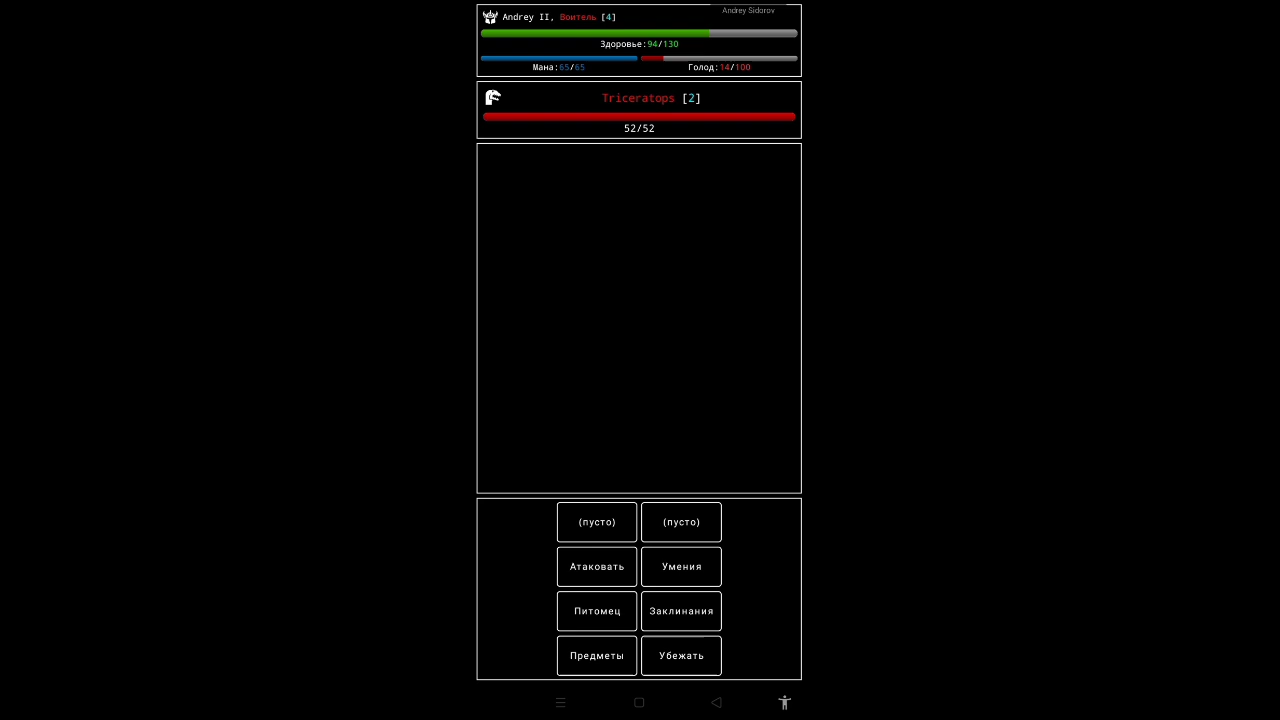 Andrey Sidorov
Andrey II, Воитель [4]
Здоровье:94/130
Мана:65/65 Голод:14/100
Triceratops [2]
52/52
(пусто) (пусто)
Атаковать Умения
Питомец Заклинания
Предметы Убежать